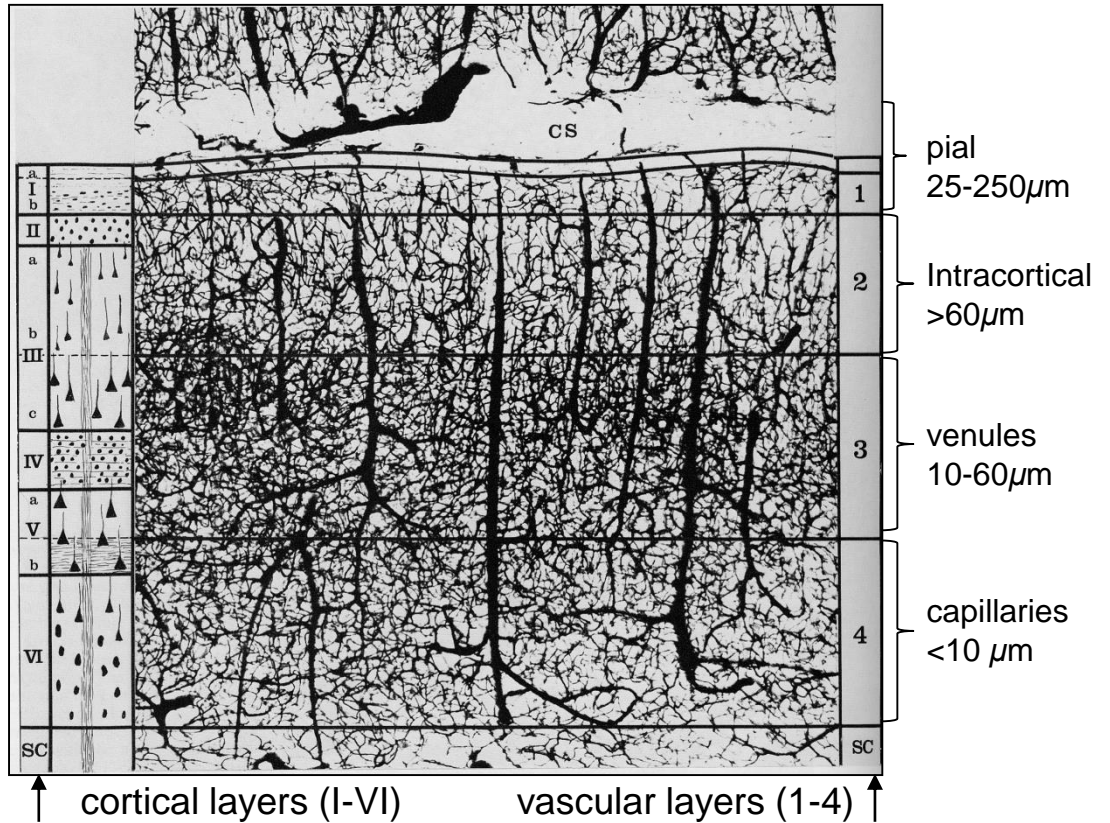 CS
a
I
b
II
a
b
III
c
IV
a
V
b
VI
SC
1
2
3
4
SC
pial
25-250µm
Intracortical
>60µm
venules
10-60µm
capillaries
<10 µm
cortical layers (I-VI)
vascular layers (1-4)